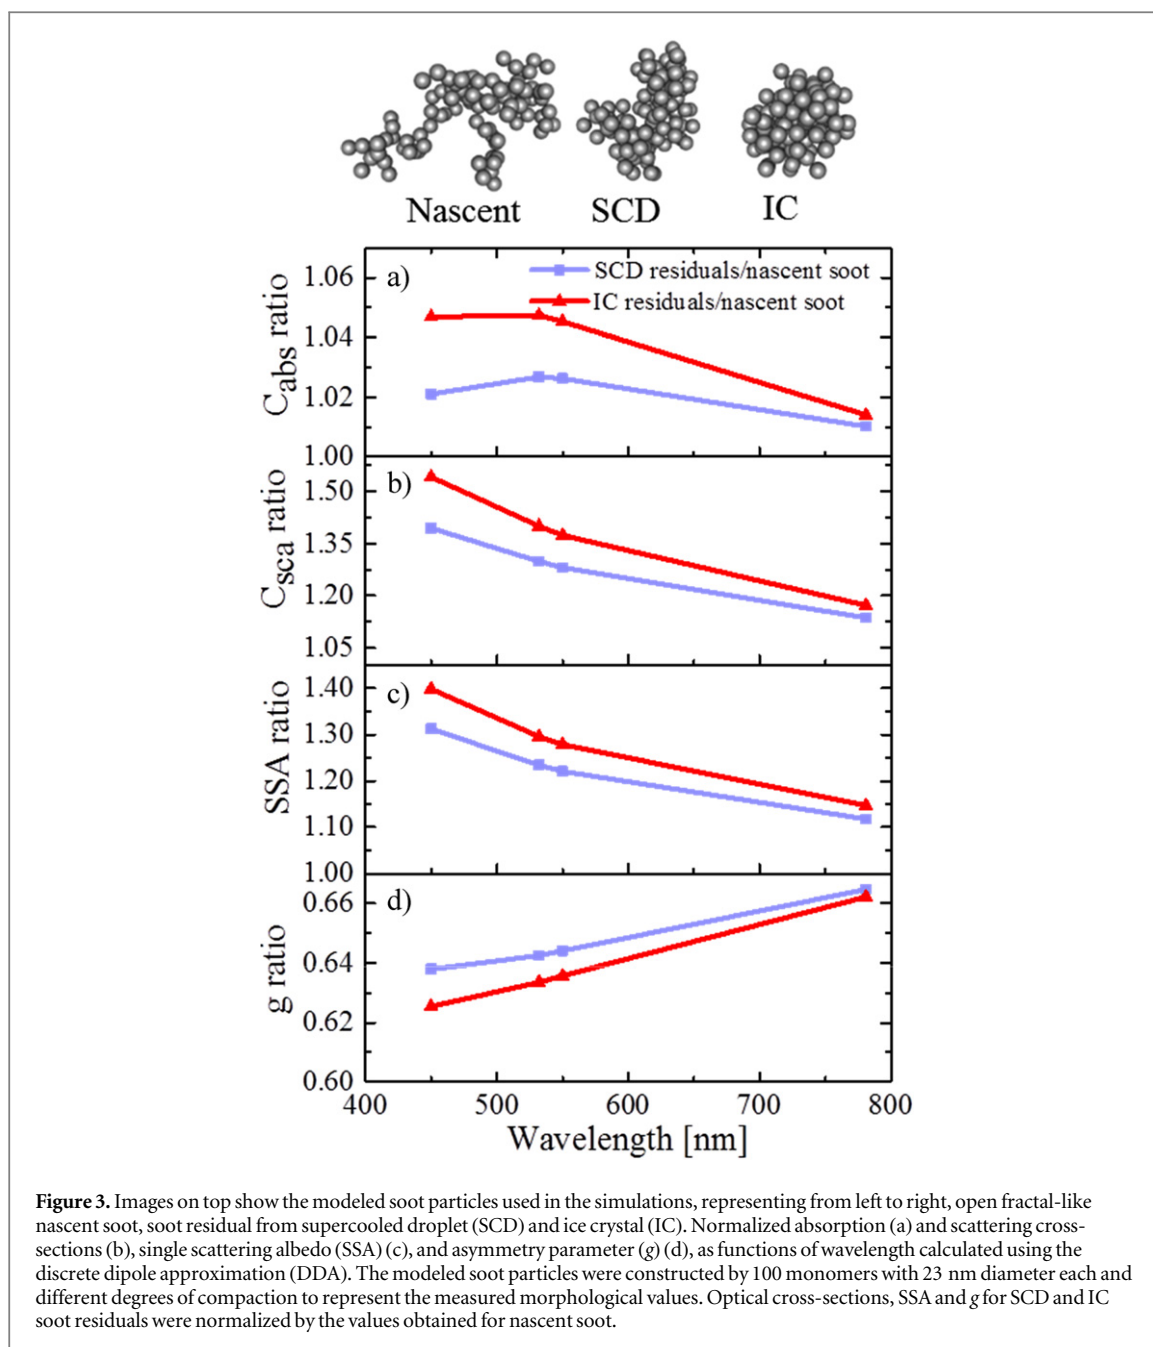 Nascent SCD IC
SCD residuals/nascent soot
IC residuals/nascent soot
a)
C_abs ratio
1.06
1.04
1.02
1.00
b)
C_sca ratio
1.50
1.35
1.20
1.05
c)
SSA ratio
1.40
1.30
1.20
1.10
1.00
d)
g ratio
0.66
0.64
0.62
0.60
400 500 600 700 800
Wavelength [nm]
Figure 3. Images on top show the modeled soot particles used in the simulations, representing from left to right, open fractal-like
nascent soot, soot residual from supercooled droplet (SCD) and ice crystal (IC). Normalized absorption (a) and scattering cross-
sections (b), single scattering albedo (SSA) (c), and asymmetry parameter (g) (d), as functions of wavelength calculated using the
discrete dipole approximation (DDA). The modeled soot particles were constructed by 100 monomers with 23 nm diameter each and
different degrees of compaction to represent the measured morphological values. Optical cross-sections, SSA and g for SCD and IC
soot residuals were normalized by the values obtained for nascent soot.